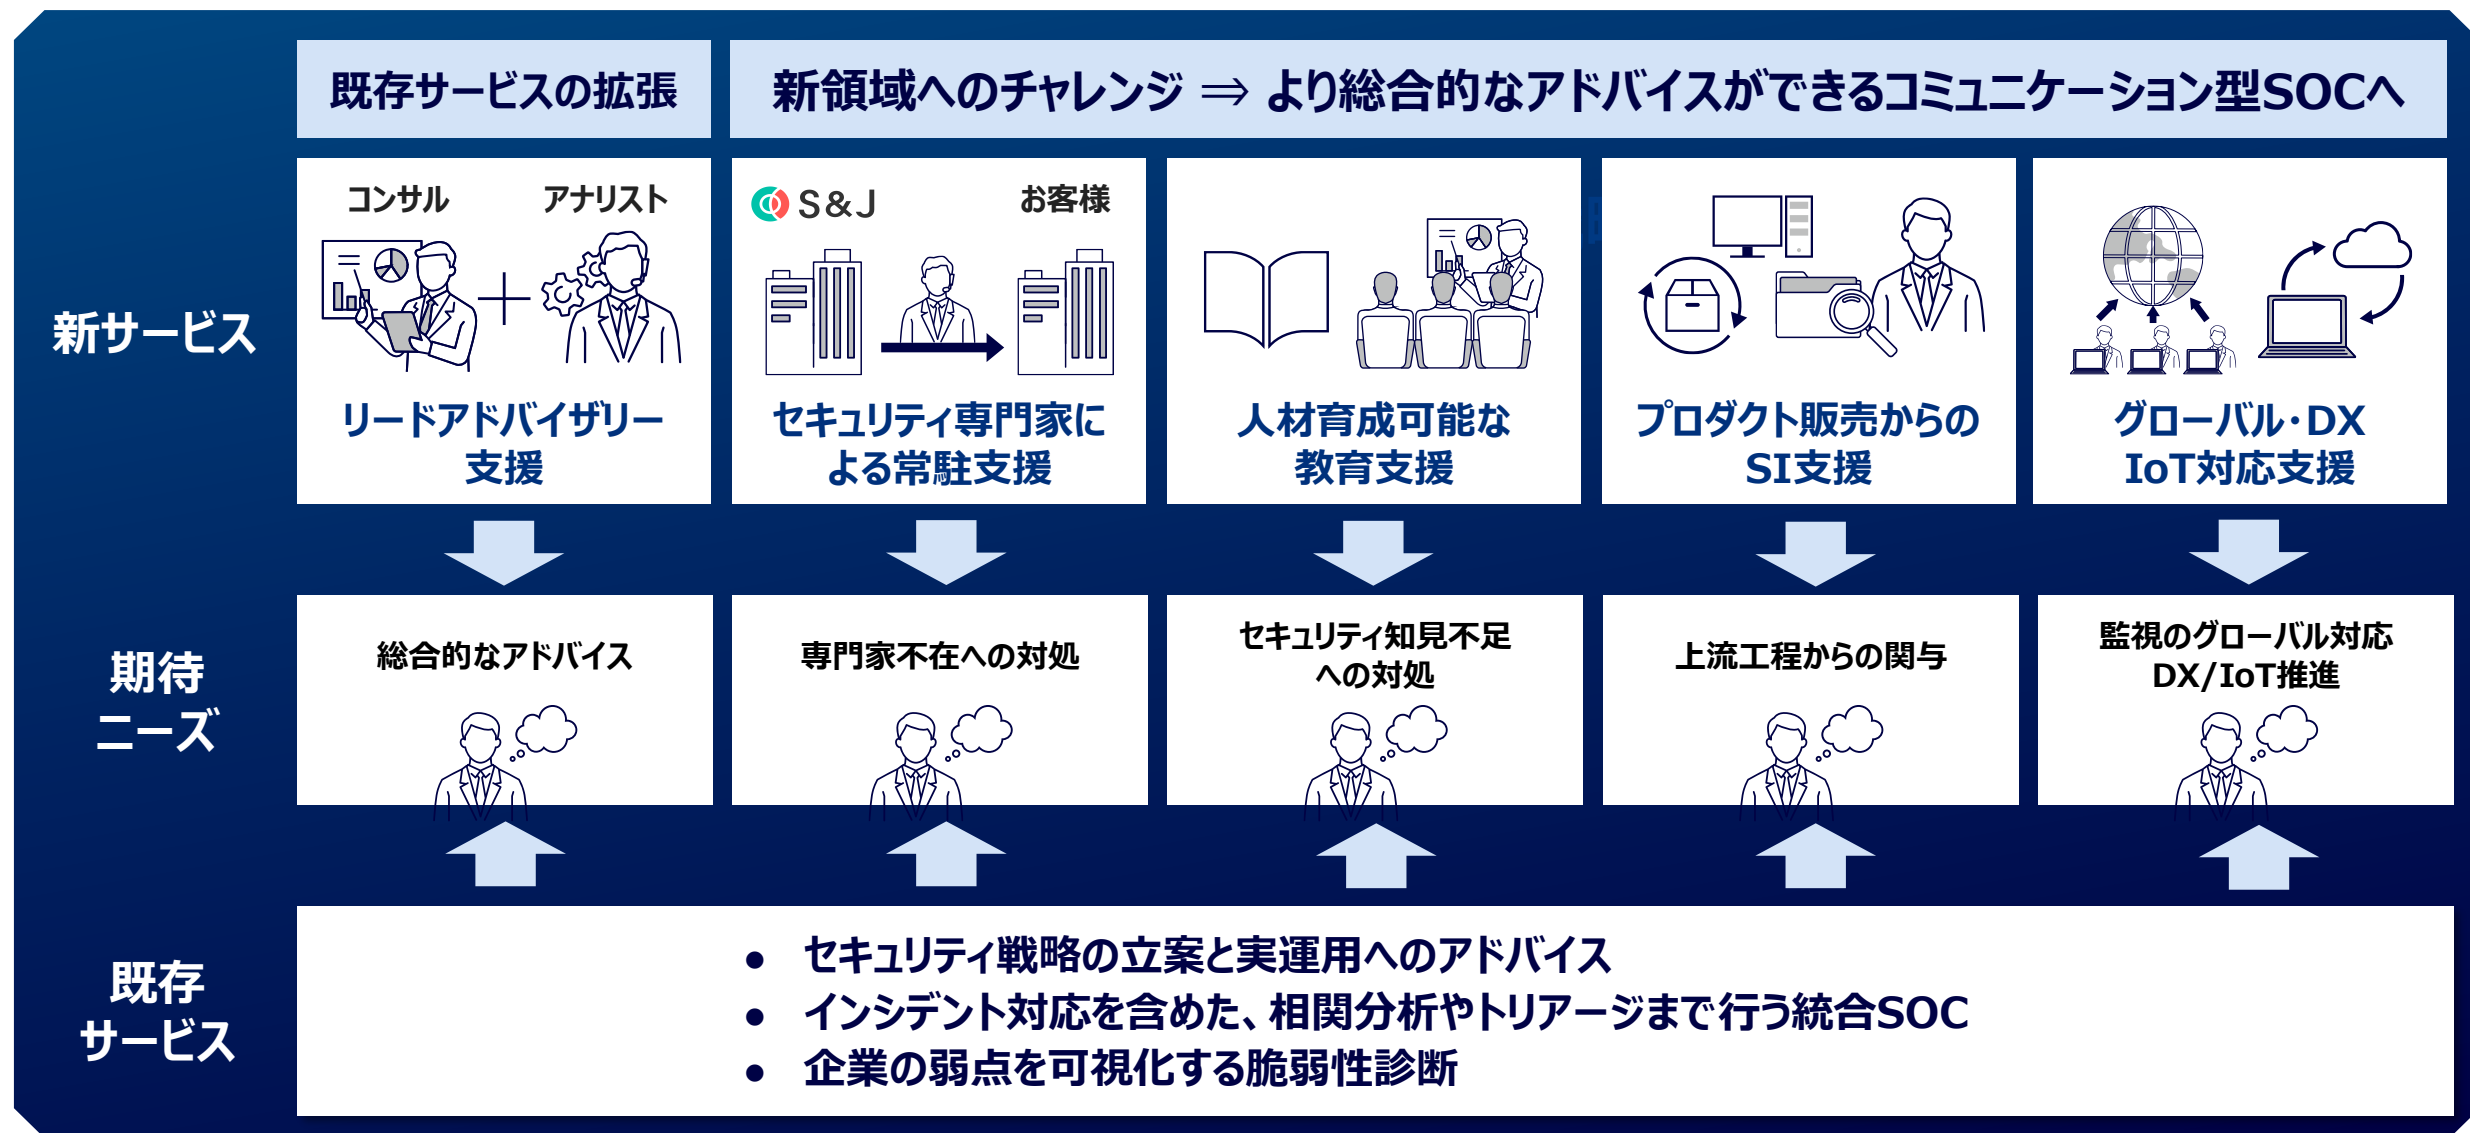 既存サービスの拡張
新領域へのチャレンジ ⇒ より総合的なアドバイスができるコミュニケーション型SOCへ
新サービス
コンサル
アナリスト
リードアドバイザリー
支援
S&J
お客様
セキュリティ専門家に
よる常駐支援
人材育成可能な
教育支援
プロダクト販売からの
SI支援
グローバル・DX
IoT対応支援
期待
ニーズ
総合的なアドバイス
専門家不在への対処
セキュリティ知見不足
への対処
上流工程からの関与
監視のグローバル対応
DX/IoT推進
既存
サービス
● セキュリティ戦略の立案と実運用へのアドバイス
● インシデント対応を含めた、相関分析やトリアージまで行う統合SOC
● 企業の弱点を可視化する脆弱性診断